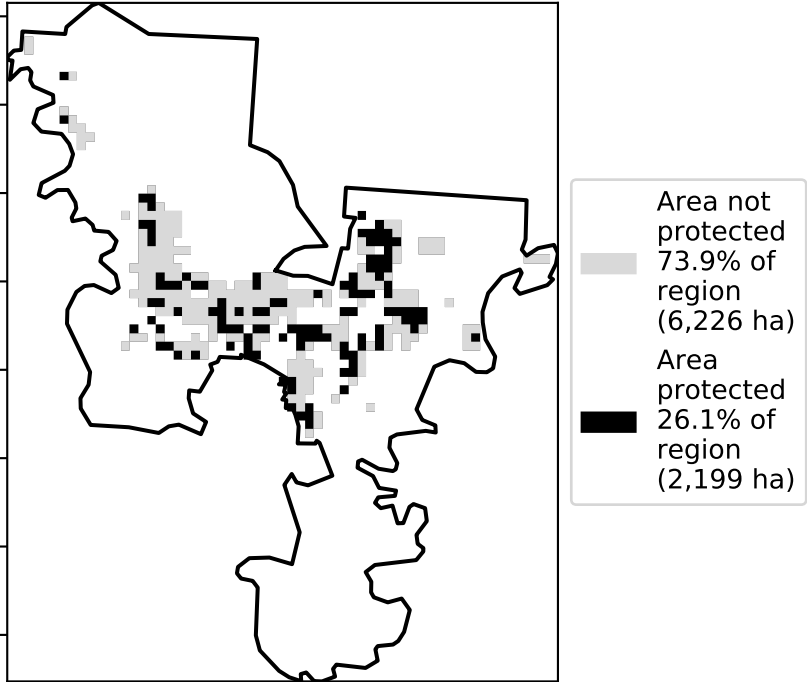 Area not
protected
73.9% of
region
(6,226 ha)
Area
protected
26.1% of
region
(2,199 ha)